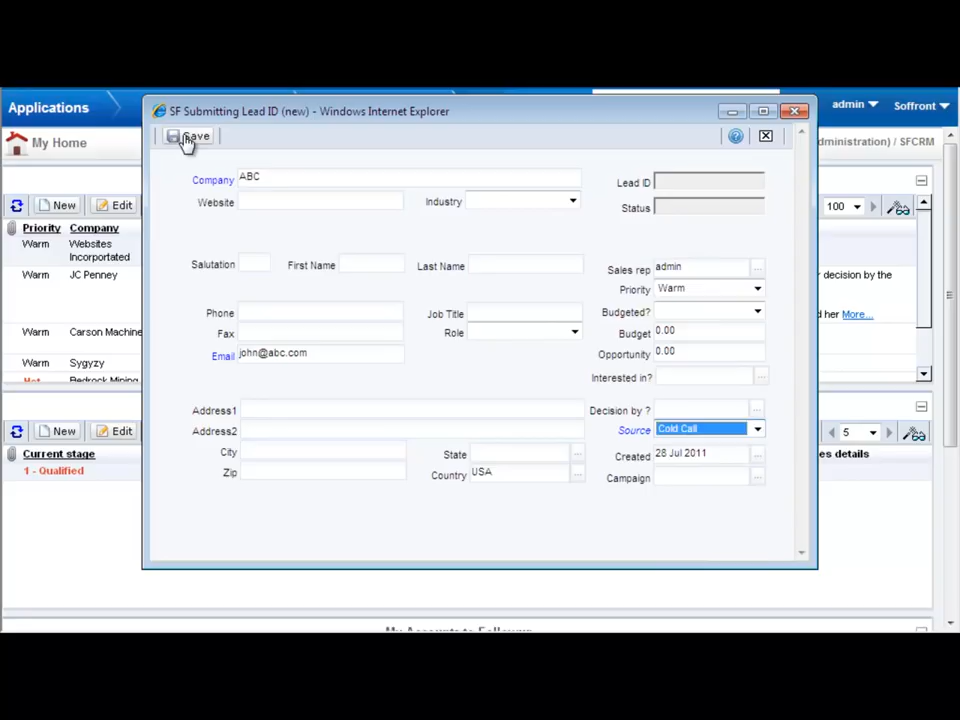 Applications
admin
Soffront
SF Submitting Lead ID (new) - Windows Internet Explorer
My Home
Save
administration) / SFCRM
Company ABC
Lead ID
Website
Industry
Status
New
Edit
100
Priority
Company
Warm
Websites
Incorportated
Warm
JC Penney
decision by the
her More...
Warm
Carson Machine
Warm
Sygyzy
Hot
Bedrock Mining
Salutation
First Name
Last Name
Sales rep admin
Priority Warm
Phone
Job Title
Budgeted?
Fax
Role
Budget 0.00
Email john@abc.com
Opportunity 0.00
Interested in?
Address1
Decision by ?
Address2
Source Cold Call
City
State
Created 28 Jul 2011
Zip
Country USA
Campaign
New
Edit
5
Current stage
es details
1 - Qualified